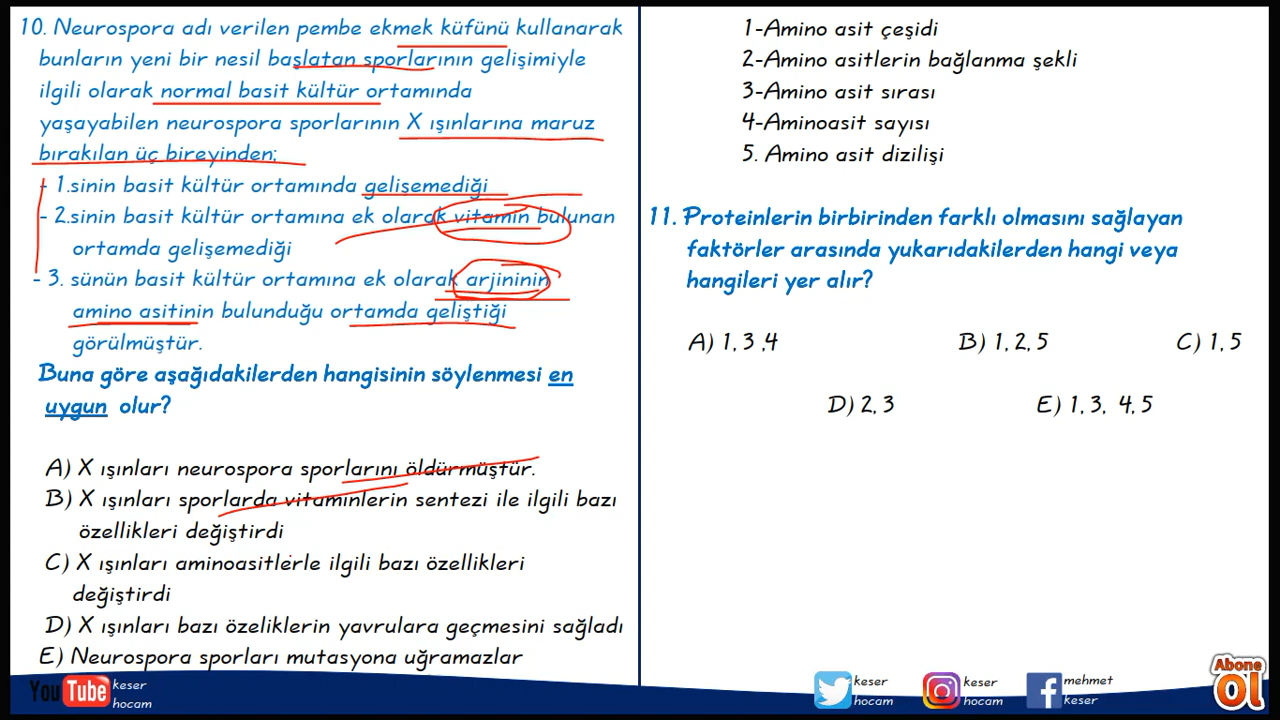 10. Neurospora adı verilen pembe ekmek küfünü kullanarak
bunların yeni bir nesil başlatan sporlarının gelişimiyle
ilgili olarak normal basit kültür ortamında
yaşayabilen neurospora sporlarının X ışınlarına maruz
bırakılan üç bireyinden;
- 1.sinin basit kültür ortamında gelişemediği
- 2.sinin basit kültür ortamına ek olarak vitamin bulunan
ortamda gelişemediği
- 3. sünün basit kültür ortamına ek olarak arjininin
amino asitinin bulunduğu ortamda geliştiği
görülmüştür.
Buna göre aşağıdakilerden hangisinin söylenmesi en
uygun olur?
A) X ışınları neurospora sporlarını öldürmüştür.
B) X ışınları sporlarda vitaminlerin sentezi ile ilgili bazı
özellikleri değiştirdi
C) X ışınları aminoasitlerle ilgili bazı özellikleri
değiştirdi
D) X ışınları bazı özeliklerin yavrulara geçmesini sağladı
E) Neurospora sporları mutasyona uğramazlar
1-Amino asit çeşidi
2-Amino asitlerin bağlanma şekli
3-Amino asit sırası
4-Aminoasit sayısı
5. Amino asit dizilişi
11. Proteinlerin birbirinden farklı olmasını sağlayan
faktörler arasında yukarıdakilerden hangi veya
hangileri yer alır?
A) 1, 3 ,4
B) 1, 2, 5
C) 1, 5
D) 2, 3
E) 1, 3, 4, 5
YouTube
keser
hocam
keser
hocam
keser
hocam
mehmet
keser
Abone
OL